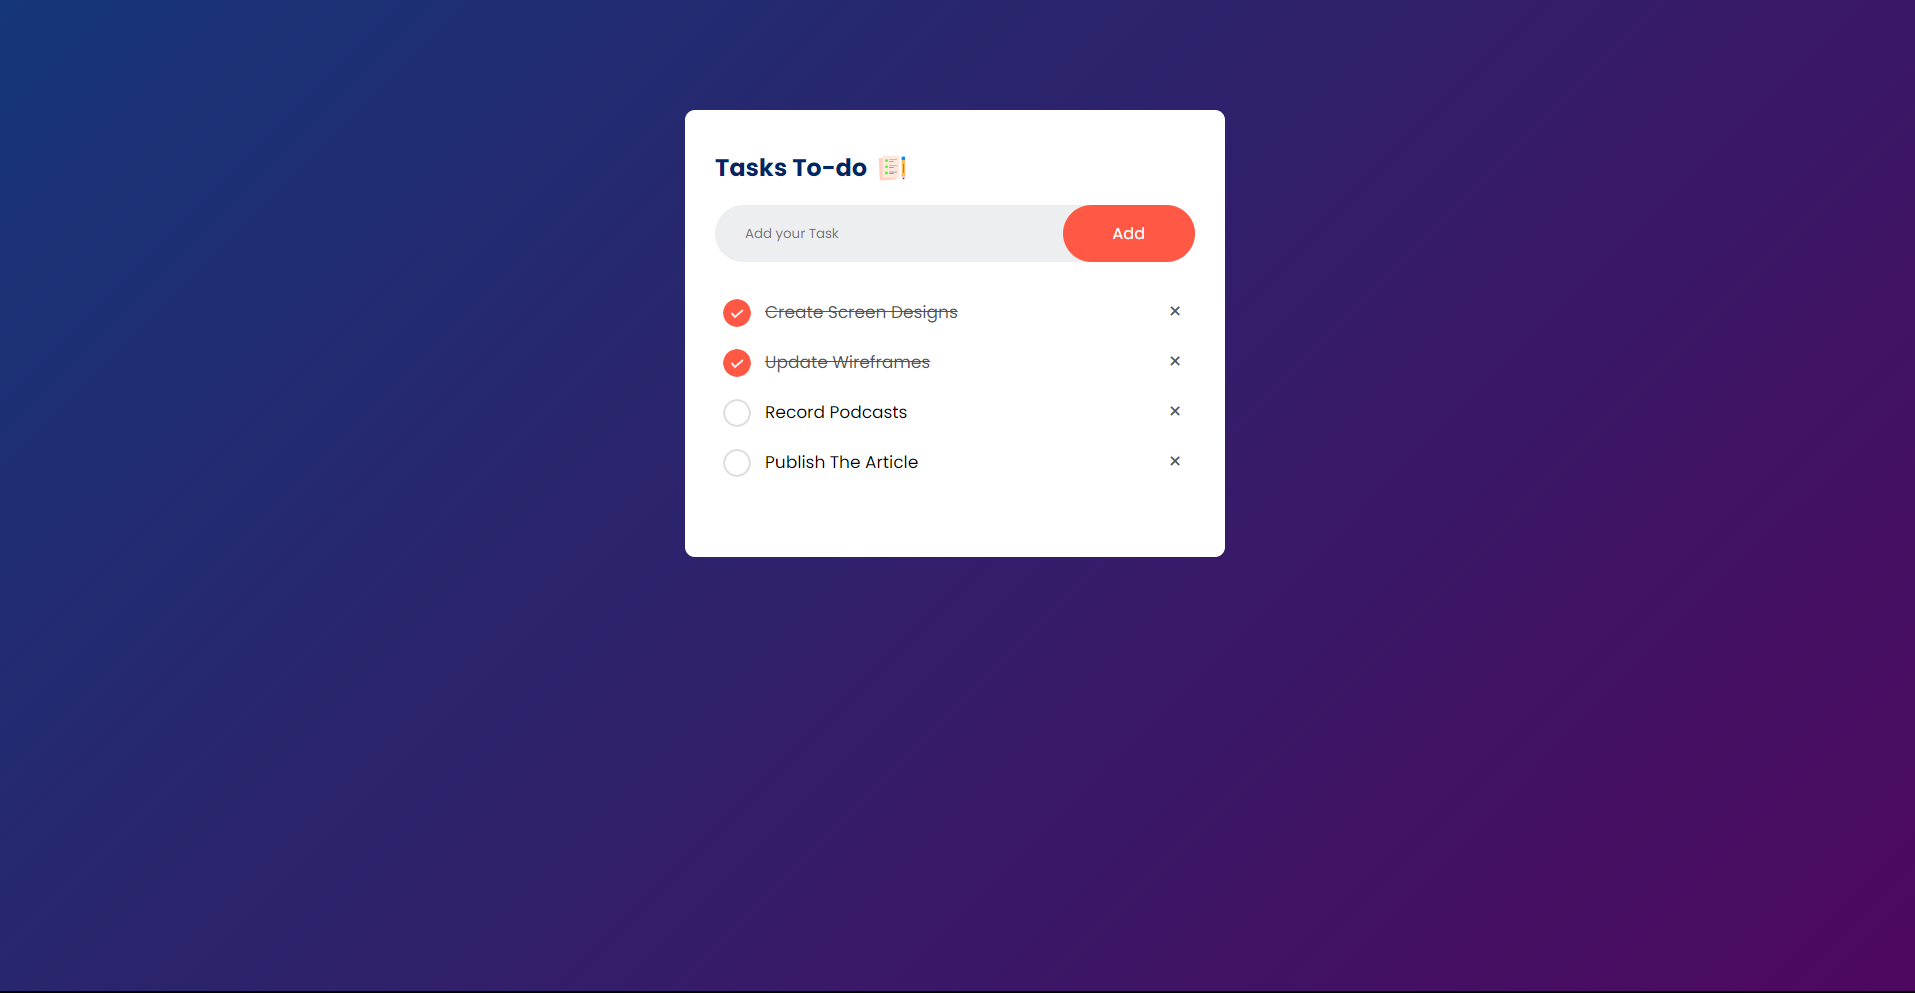 Tasks To-do
Add your Task
Add
Create Screen Designs
Update Wireframes
Record Podcasts
Publish The Article